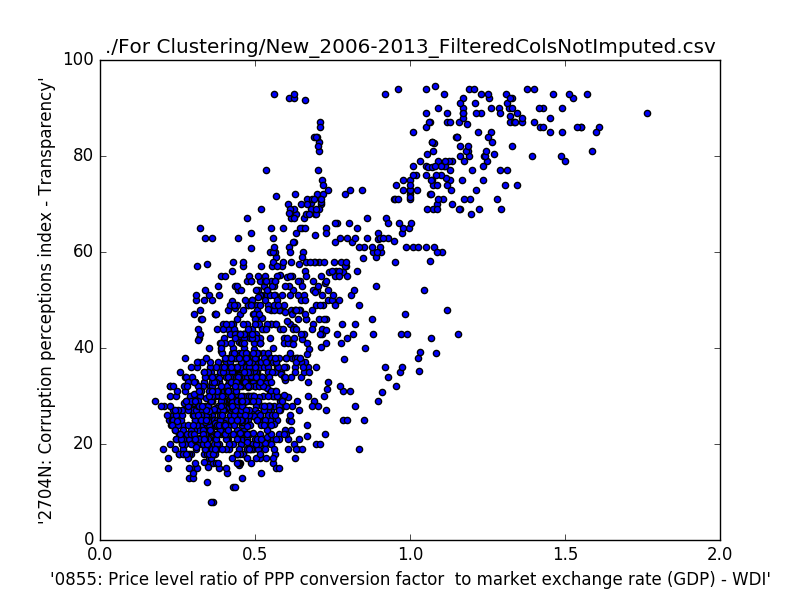 ./For Clustering/New_2006-2013_FilteredColsNotImputed.csv
100
80
60
40
20
0
'2704N: Corruption perceptions index - Transparency'
0.0 0.5 1.0 1.5 2.0
'0855: Price level ratio of PPP conversion factor  to market exchange rate (GDP) - WDI'